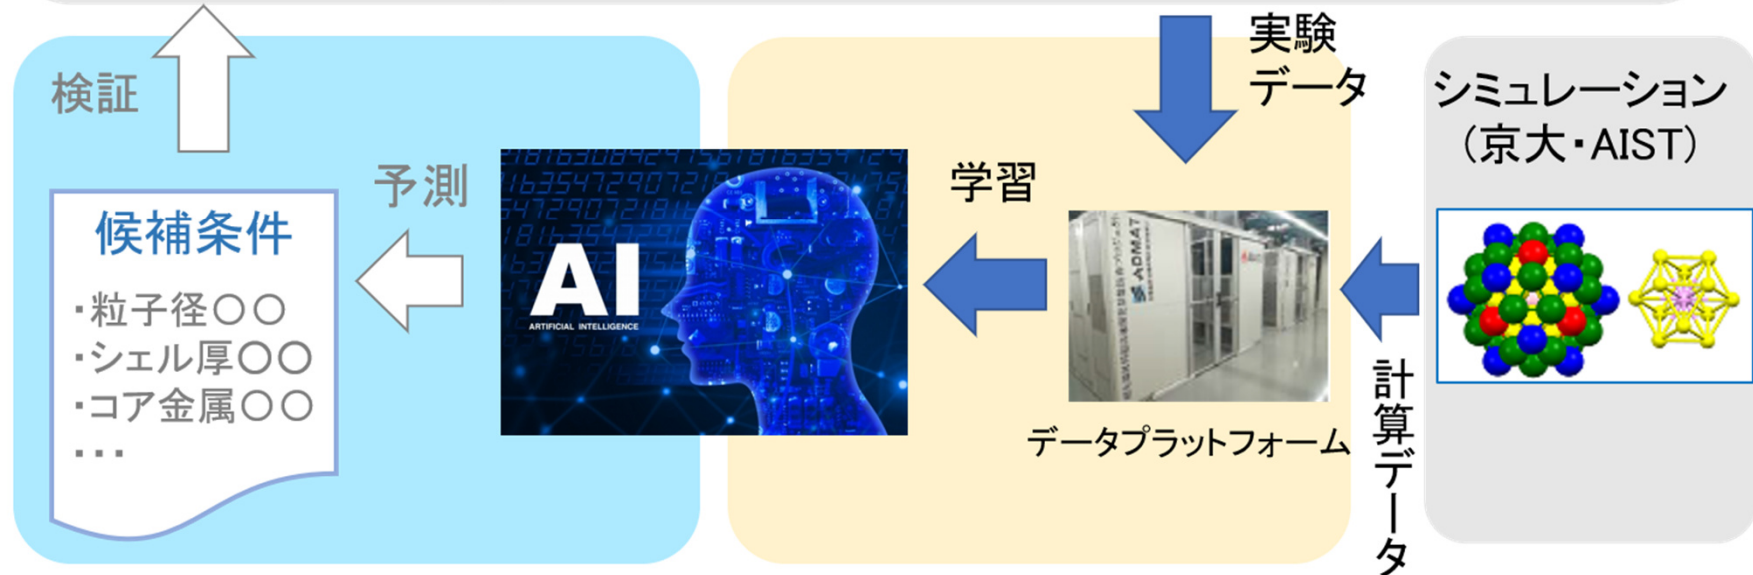 実験
データ
検証
シミュレーション
(京大・AIST)
予測
学習
候補条件
・粒子径〇〇
・シェル厚〇〇
・コア金属〇〇
・・・
AI
ARTIFICIAL INTELLIGENCE
ADMAT
データプラットフォーム
計算データ